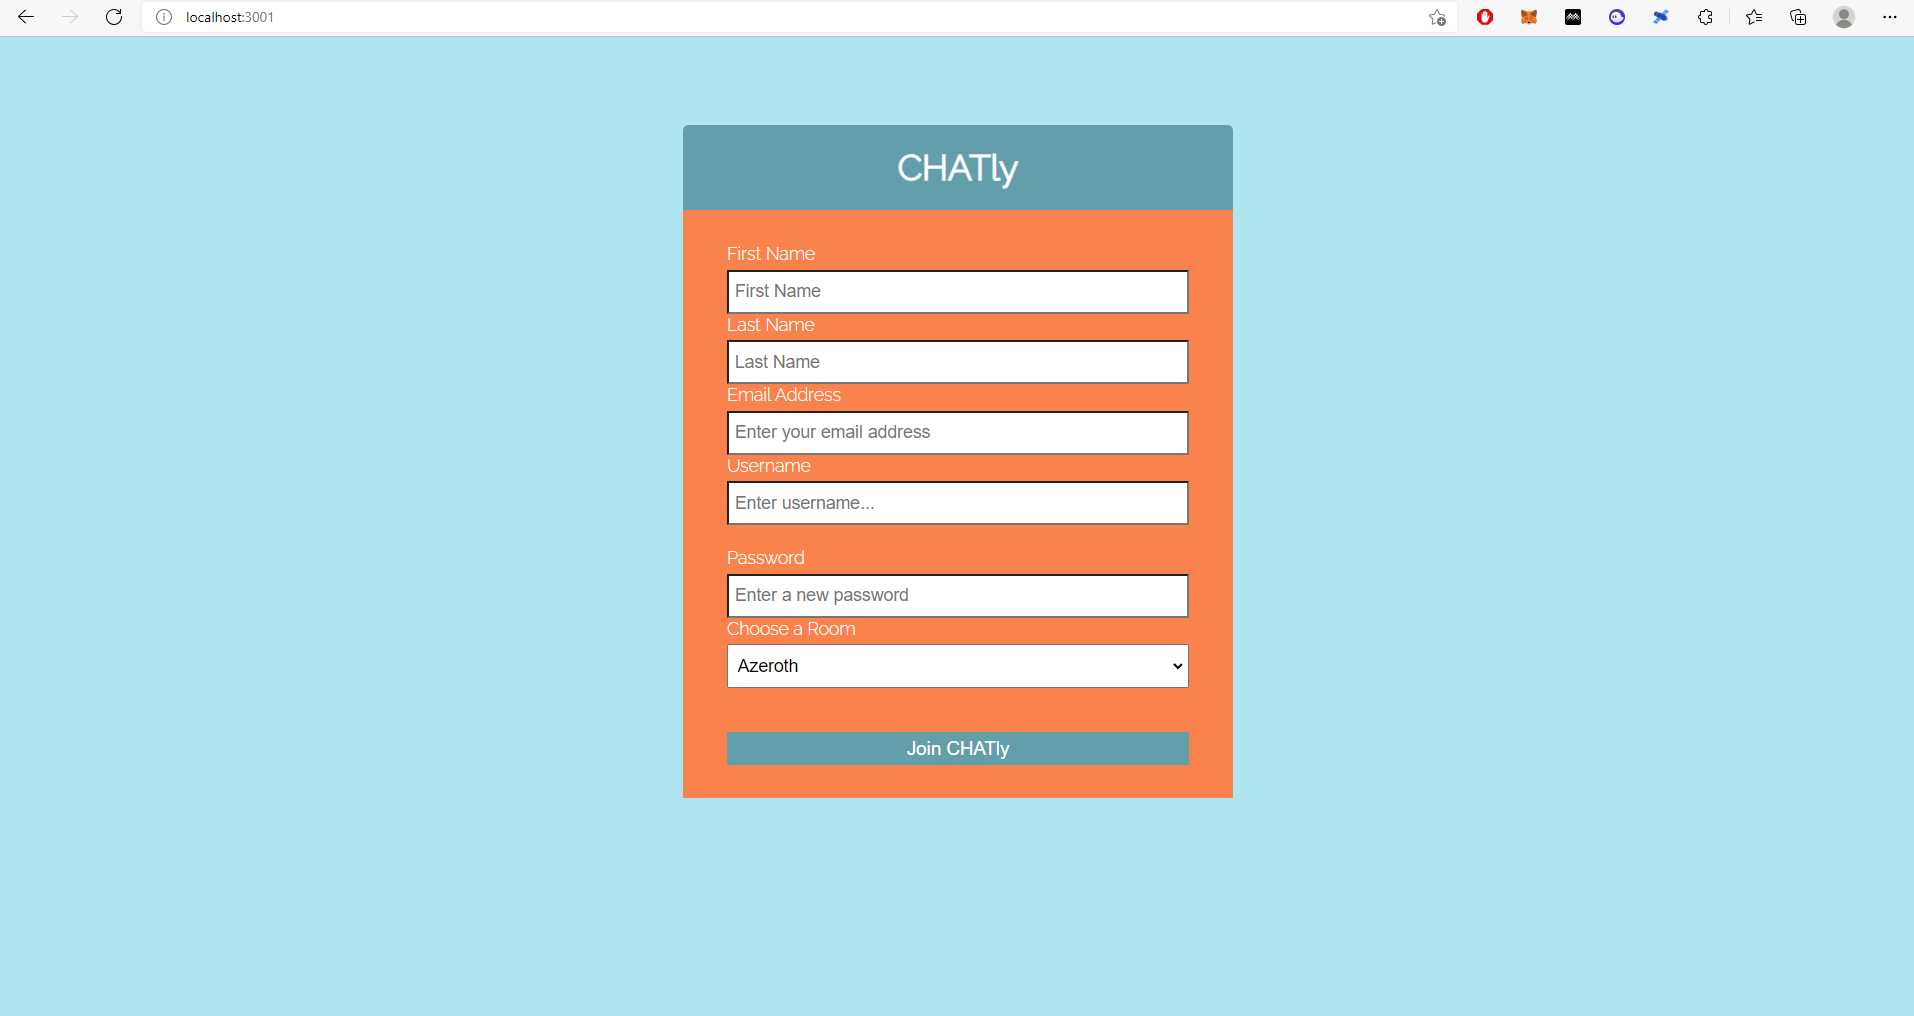 localhost:3001
CHATly
First Name
First Name
Last Name
Last Name
Email Address
Enter your email address
Username
Enter username...
Password
Enter a new password
Choose a Room
Azeroth
Join CHATly